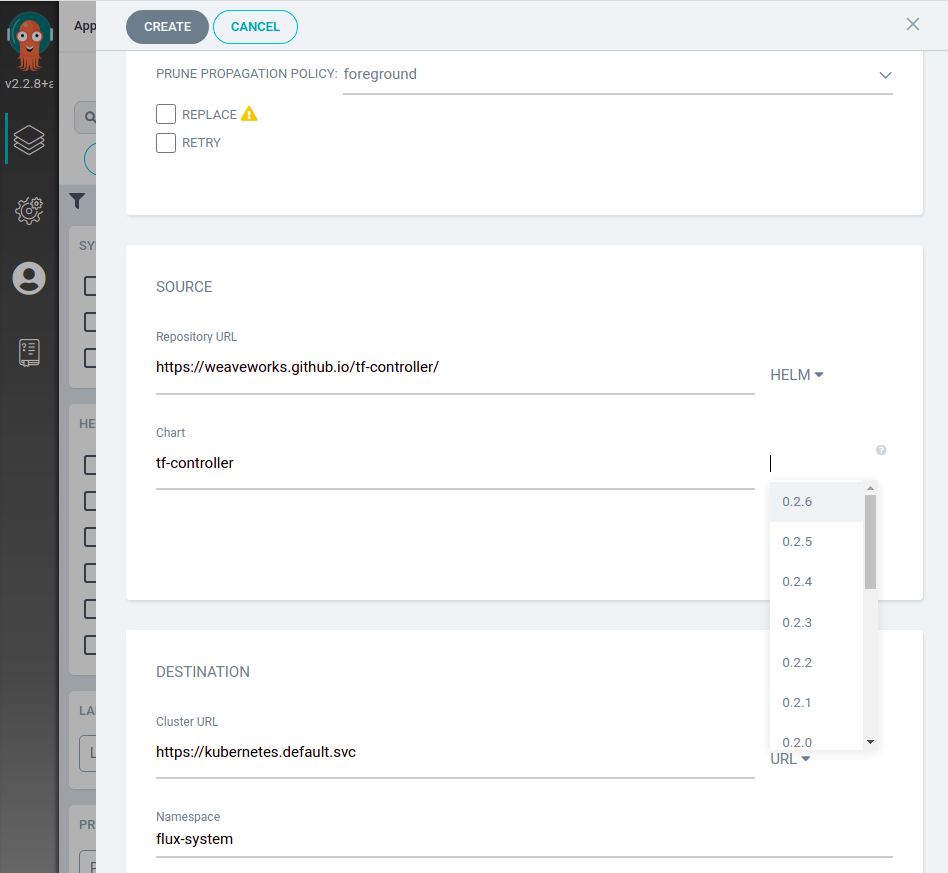 CREATE
CANCEL
App
v2.2.8+a
PRUNE PROPAGATION POLICY: foreground
REPLACE
RETRY
SY
SOURCE
Repository URL
https://weaveworks.github.io/tf-controller/
HELM
HE
Chart
tf-controller
0.2.6
0.2.5
0.2.4
0.2.3
0.2.2
0.2.1
0.2.0
DESTINATION
LA
L
Cluster URL
https://kubernetes.default.svc
URL
PR
Namespace
flux-system